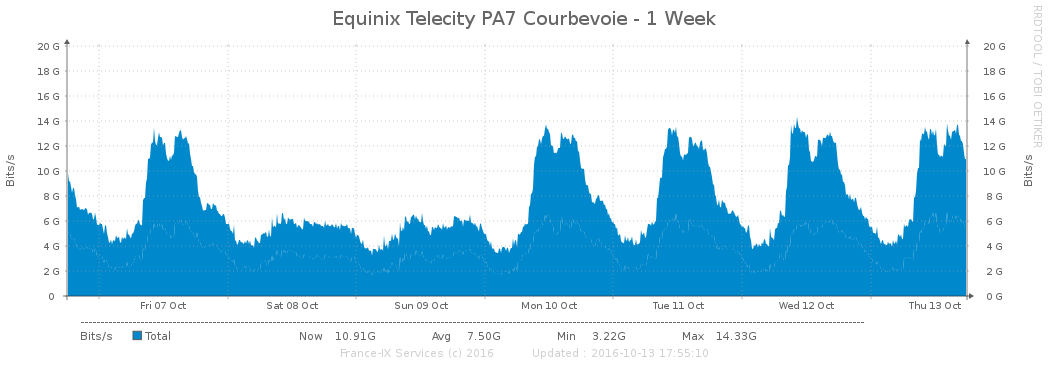 Equinix Telecity PA7 Courbevoie - 1 Week
RRDTOOL / TOBI OETIKER
Bits/s
20 G 20 G
18 G 18 G
16 G 16 G
14 G 14 G
12 G 12 G
10 G 10 G
8 G 8 G
6 G 6 G
4 G 4 G
2 G 2 G
0 0 G
Bits/s
Fri 07 Oct Sat 08 Oct Sun 09 Oct Mon 10 Oct Tue 11 Oct Wed 12 Oct Thu 13 Oct
Bits/s Total Now 10.91G Avg 7.50G Min 3.22G Max 14.33G
France-IX Services (c) 2016 Updated : 2016-10-13 17:55:10